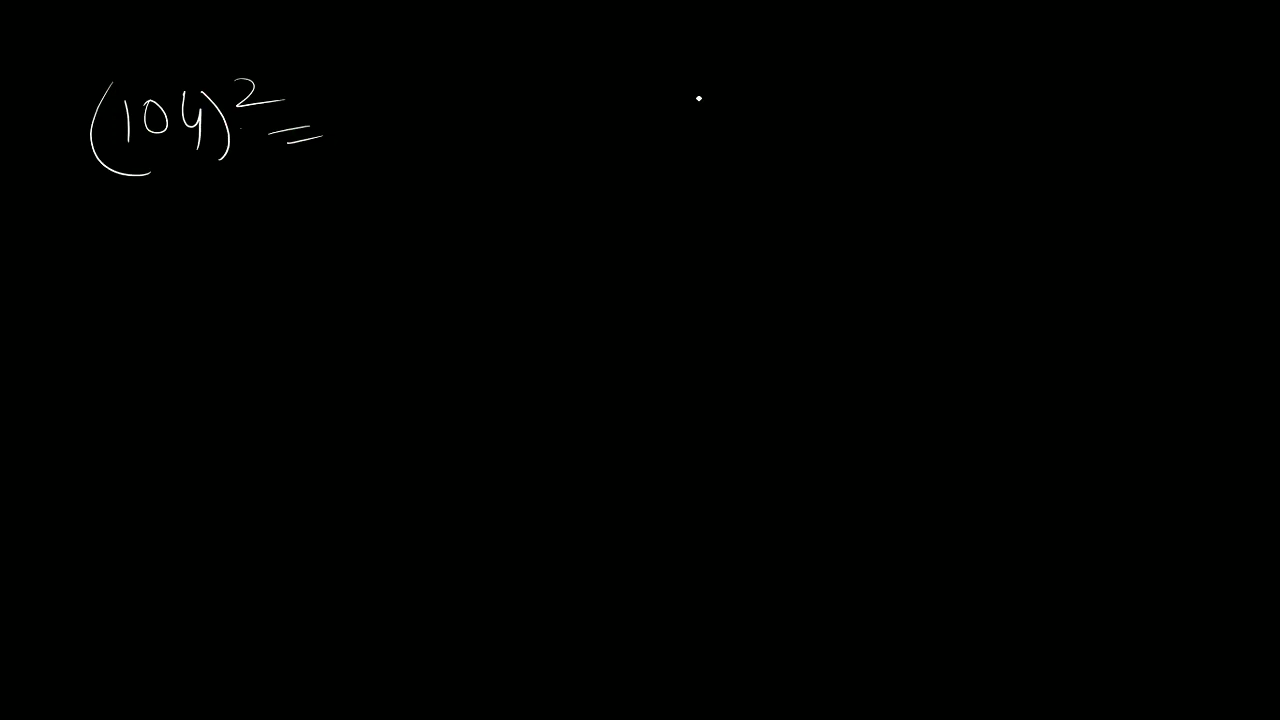 (104)² =